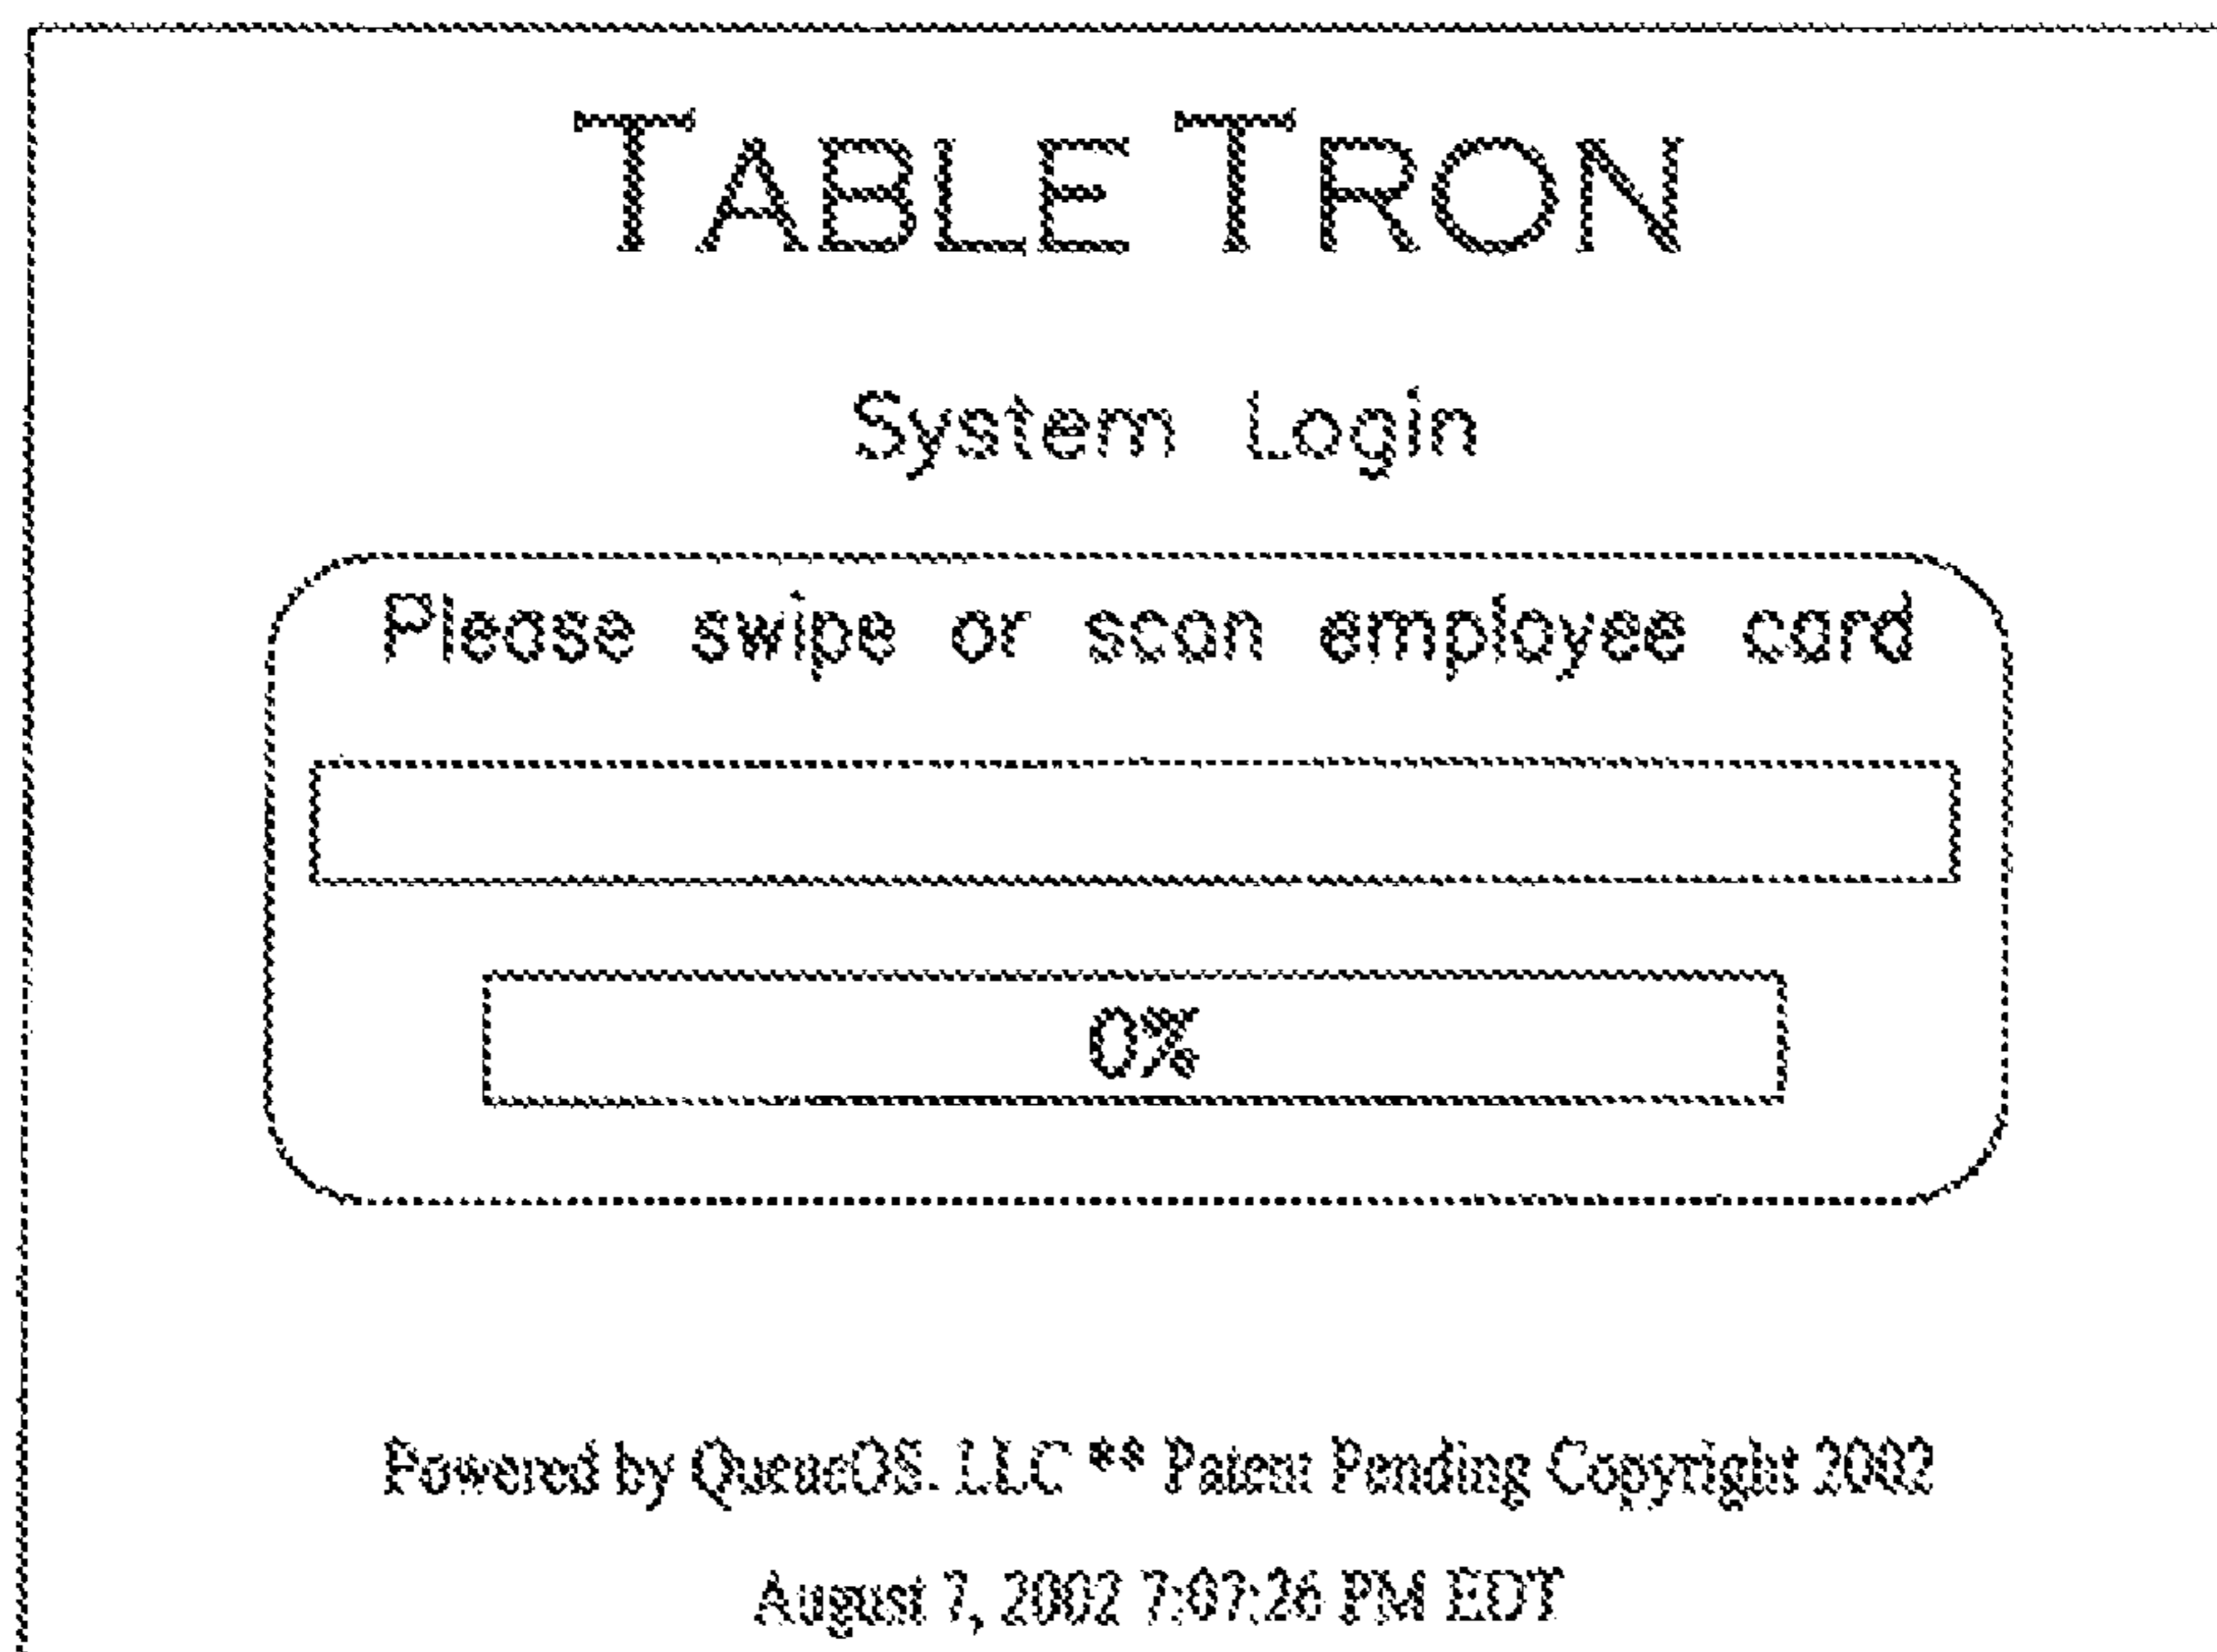 TABLETRON
System Login
Please swipe or scan employee card
0%
Powered by QueueOS. LLC ** Patent Pending Copyright 2002
August 7, 2002 7:07:26 PM EDT